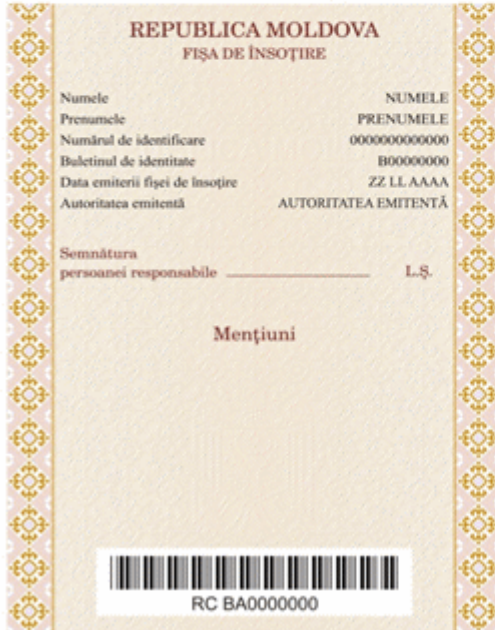 REPUBLICA MOLDOVA
FIȘA DE ÎNSOȚIRE
Numele NUMELE
Prenumele PRENUMELE
Numărul de identificare 0000000000000
Buletinul de identitate B00000000
Data emiterii fișei de însoțire ZZ LL AAAA
Autoritatea emitentă AUTORITATEA EMITENTĂ
Semnătura
persoanei responsabile L.Ș.
Mențiuni
RC BA0000000